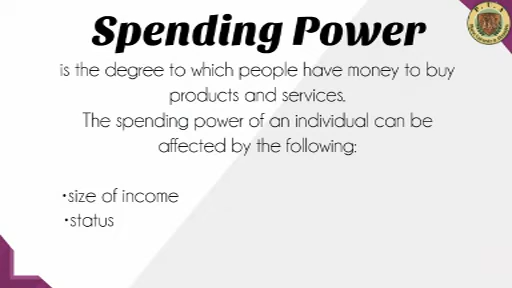 Spending Power
is the degree to which people have money to buy
products and services.
The spending power of an individual can be
affected by the following:
•size of income
•status